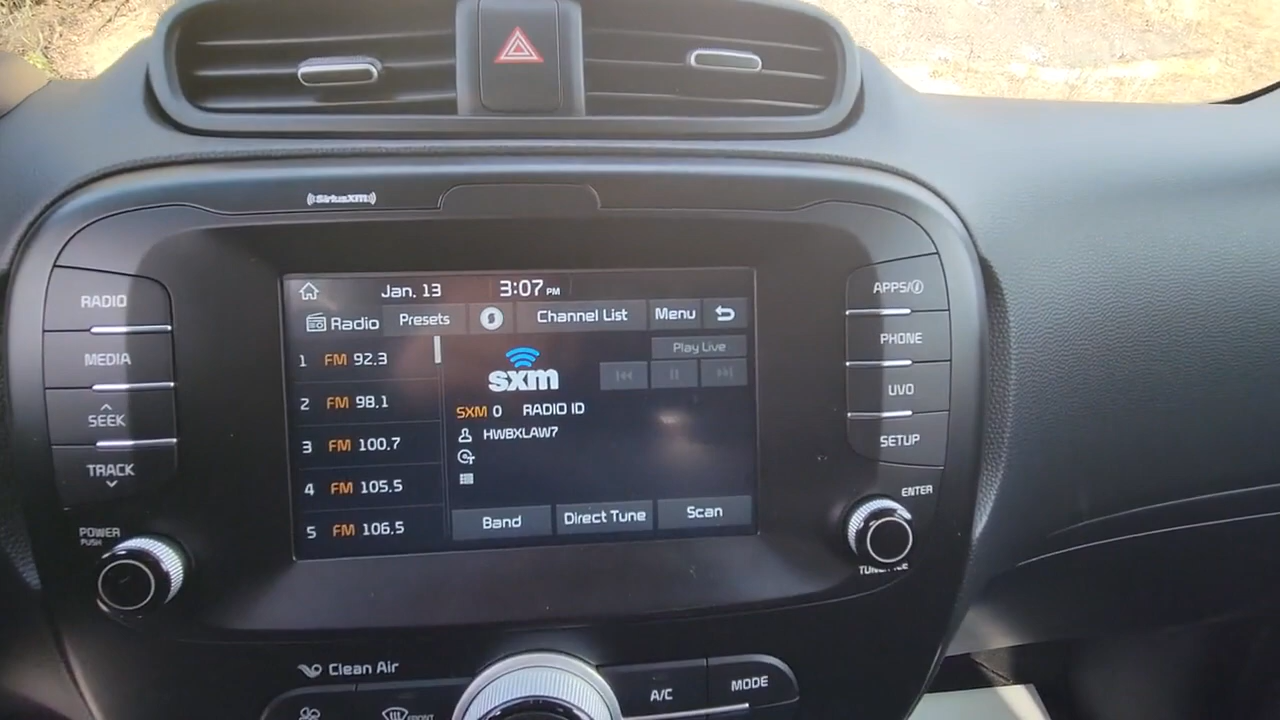 SiriusXM
RADIO
MEDIA
SEEK
TRACK
POWER
PUSH
Jan. 13 3:07 PM
Radio Presets Channel List Menu
1 FM 92.3
2 FM 98.1
3 FM 100.7
4 FM 105.5
5 FM 106.5
Play Live
sxm
SXM 0 RADIO ID
HWBXLAW7
Band Direct Tune Scan
APPS/i
PHONE
UVO
SETUP
ENTER
Clean Air
FRONT
A/C
MODE